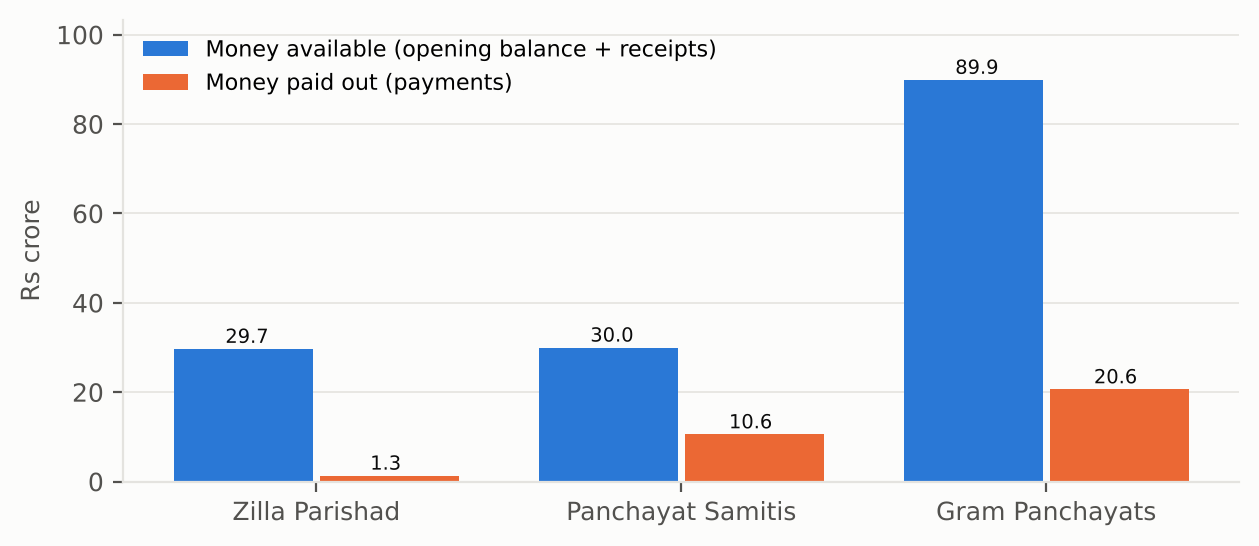 Money available (opening balance + receipts)
Money paid out (payments)
Rs crore
100
80
60
40
20
0
29.7
1.3
30.0
10.6
89.9
20.6
Zilla Parishad
Panchayat Samitis
Gram Panchayats